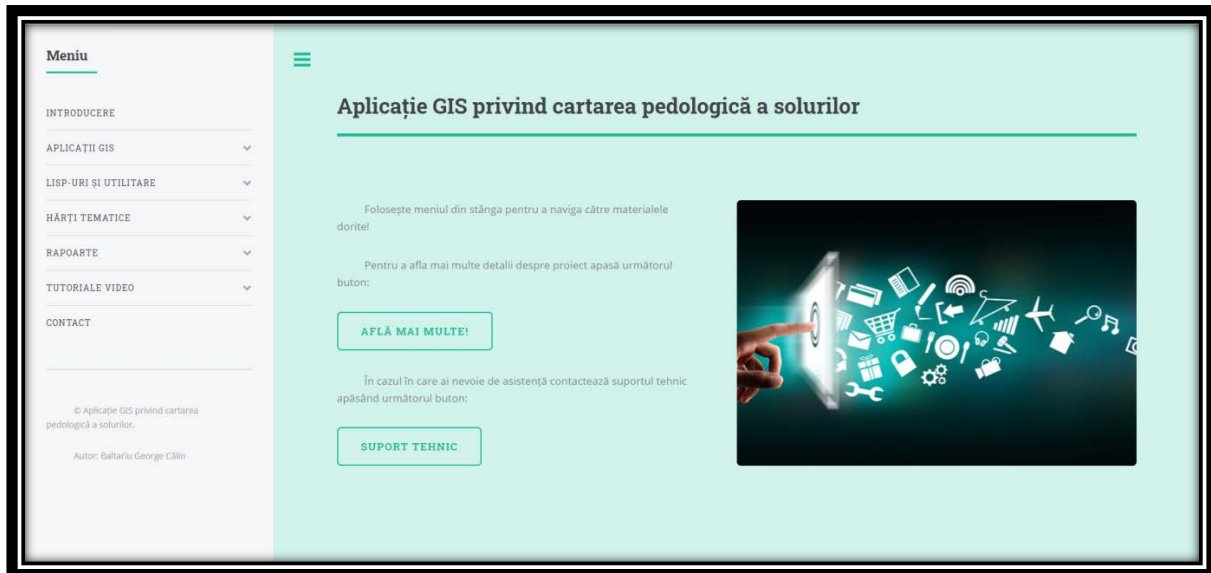 Meniu
INTRODUCERE
APLICAȚII GIS
LISP-URI ȘI UTILITARE
HĂRȚI TEMATICE
RAPOARTE
TUTORIALE VIDEO
CONTACT
© Aplicație GIS privind cartarea
pedologică a solurilor.
Autor: Baltariu George Călin
Aplicație GIS privind cartarea pedologică a solurilor
Folosește meniul din stânga pentru a naviga către materialele
dorite!
Pentru a afla mai multe detalii despre proiect apasă următorul
buton:
AFLĂ MAI MULTE!
În cazul în care ai nevoie de asistență contactează suportul tehnic
apăsând următorul buton:
SUPORT TEHNIC